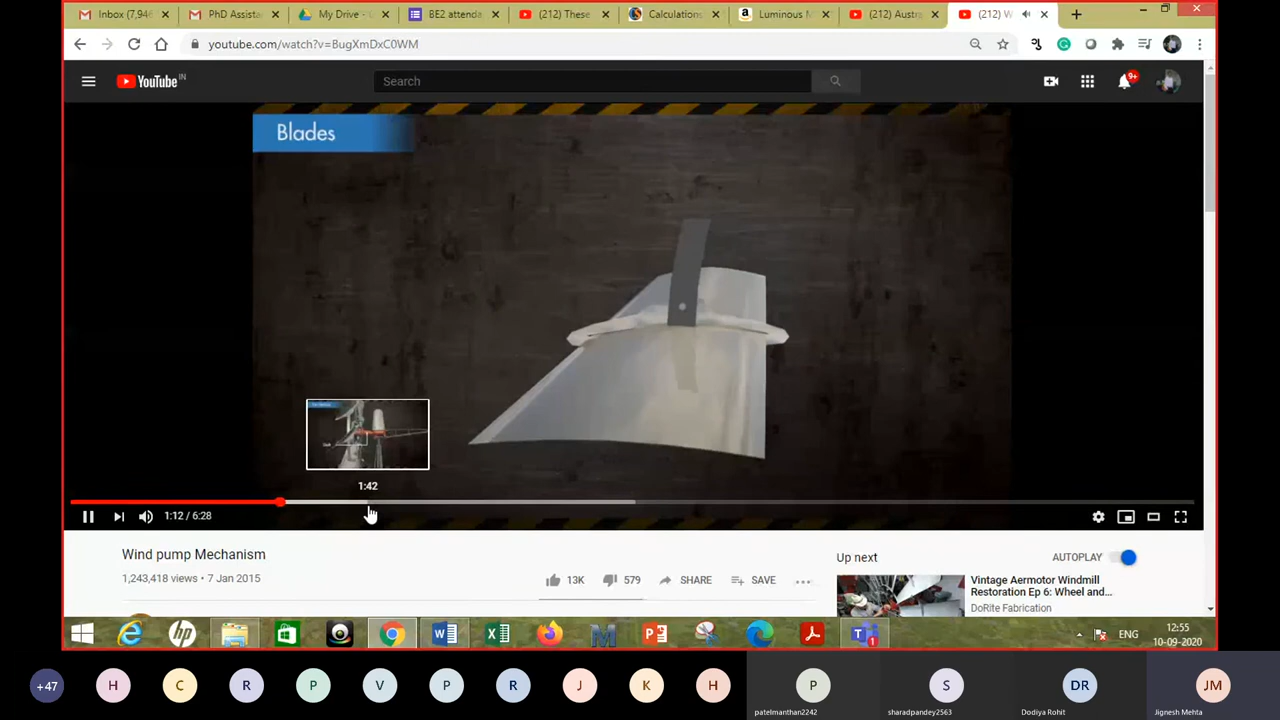 Inbox (7,946
PhD Assista
My Drive - 
BE2 attenda
(212) These
Calculations
Luminous M
(212) Austr
(212) W
youtube.com/watch?v=BugXmDxC0WM
YouTube IN
Search
9+
Blades
1:42
1:12 / 6:28
Wind pump Mechanism
1,243,418 views • 7 Jan 2015
13K
579
SHARE
SAVE
Up next
AUTOPLAY
Vintage Aermotor Windmill
Restoration Ep 6: Wheel and...
DoRite Fabrication
ENG
12:55
10-09-2020
+47
H
C
R
P
V
P
R
J
K
H
P
patelmanthan2242
S
sharadpandey2563
DR
Dodiya Rohit
JM
Jignesh Mehta